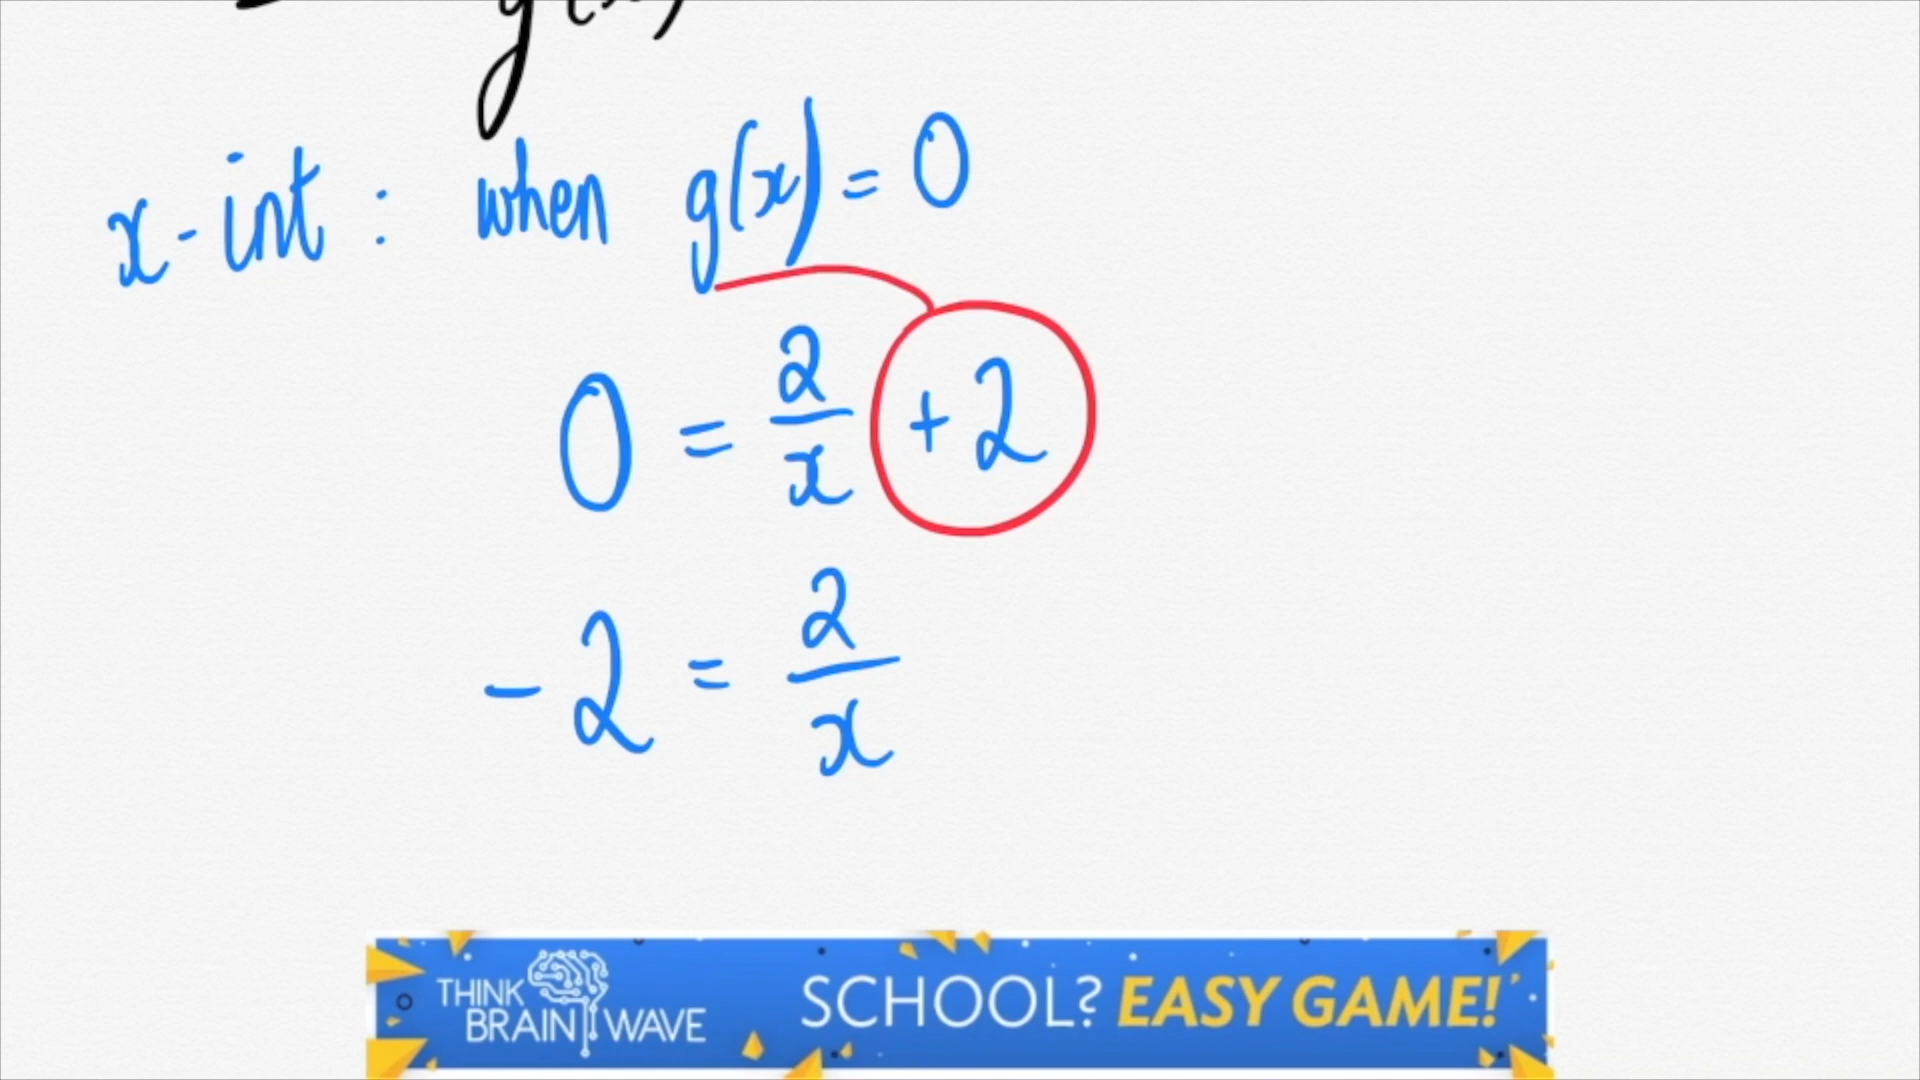 g(x)
x-int : when g(x) = 0
0 = 2/x + 2
-2 = 2/x
THINK BRAIN WAVE
SCHOOL? EASY GAME!